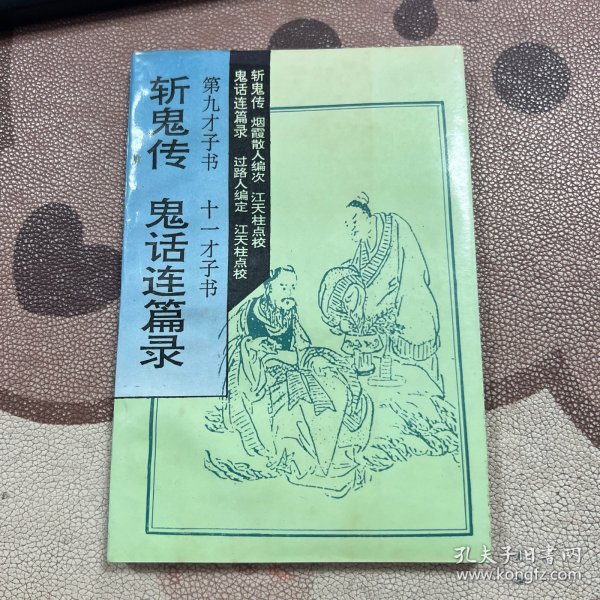 第九才子书
斩鬼传
十一才子书
鬼话连篇录
斩鬼传 烟霞散人编次 江天柱点校
鬼话连篇录 过路人编定 江天柱点校
孔夫子旧书网
www.kongfz.com